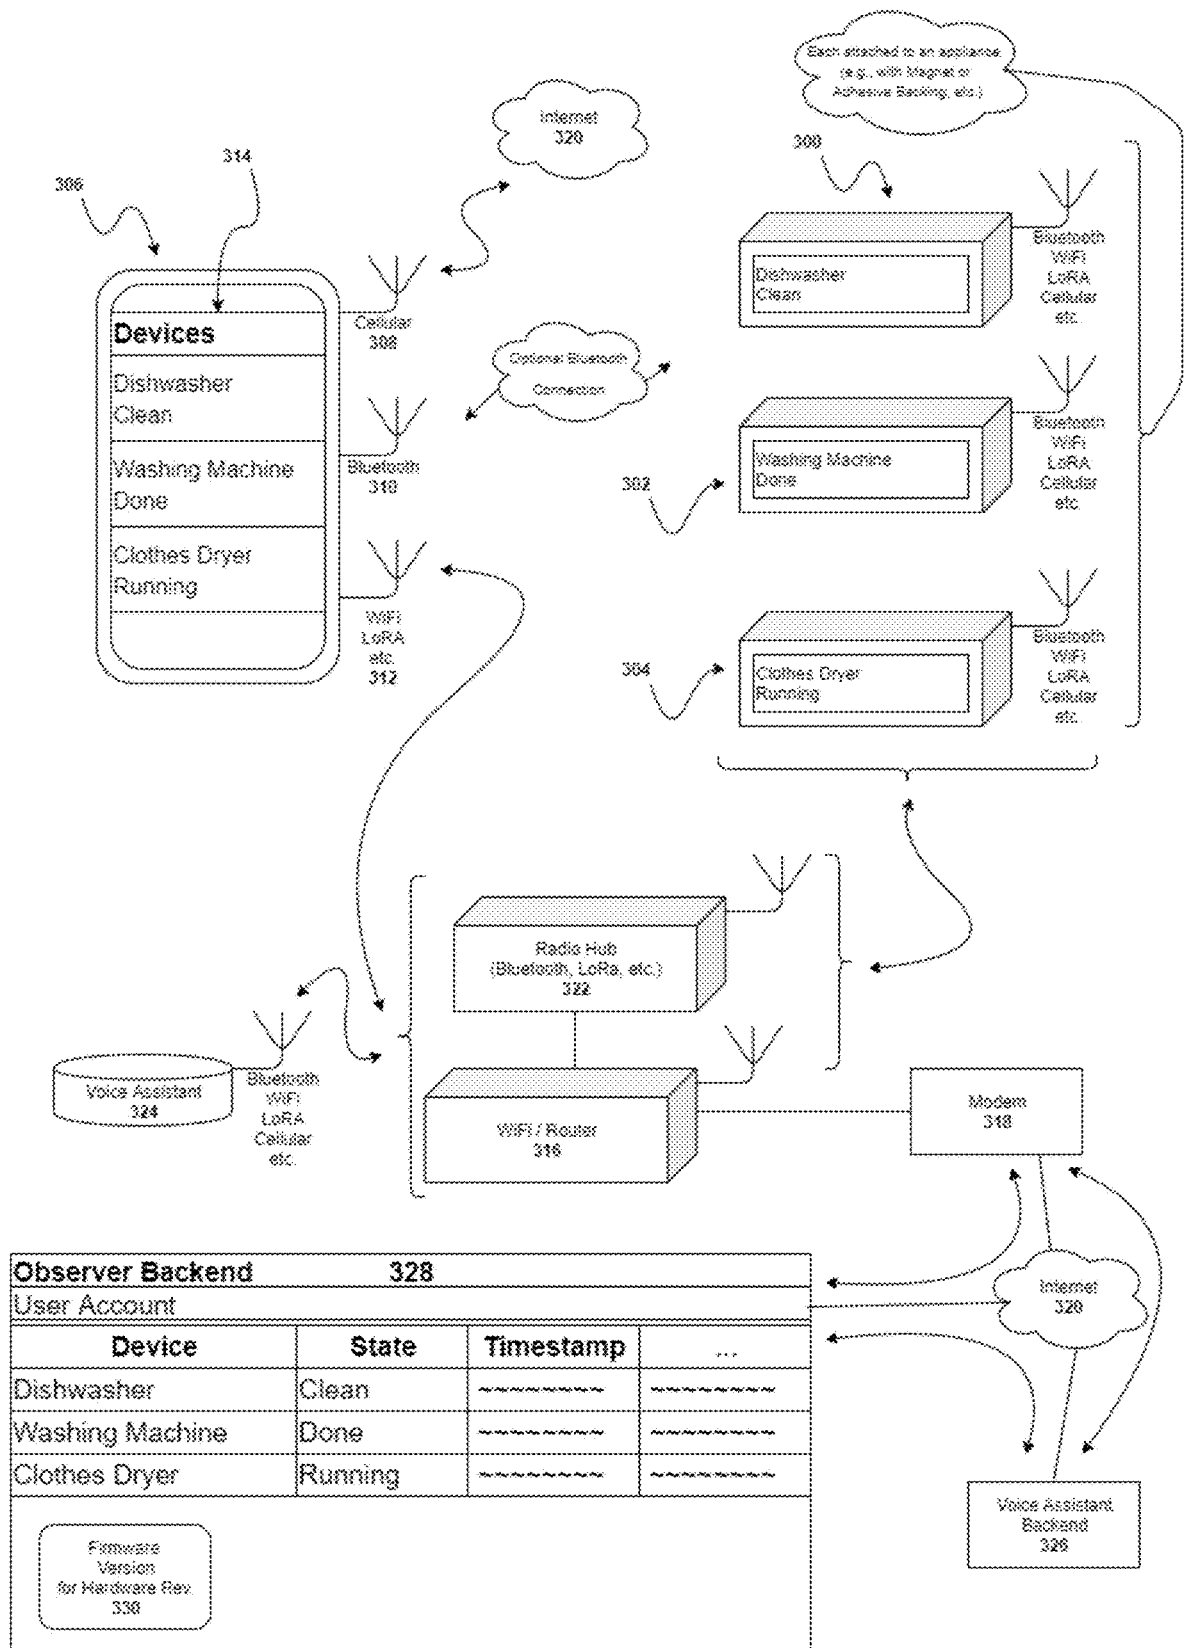 Each attached to an appliance
(e.g., with Magnet or
Adhesive Backing, etc.)
Internet
320
300
314
306
Bluetooth
WiFi
LoRA
Cellular
etc.
Dishwasher
Clean
Cellular
308
Devices
Dishwasher
Clean
Washing Machine
Done
Clothes Dryer
Running
Optional Bluetooth
Connection
Bluetooth
310
Bluetooth
WiFi
LoRA
Cellular
etc.
Washing Machine
Done
302
WiFi
LoRA
etc.
312
Bluetooth
WiFi
LoRA
Cellular
etc.
Clothes Dryer
Running
304
Radio Hub
(Bluetooth, LoRa, etc.)
322
Voice Assistant
324
Bluetooth
WiFi
LoRA
Cellular
etc.
WiFi / Router
316
Modem
318
Observer Backend 328
User Account
Device State Timestamp ...
Dishwasher Clean ~~~~~~~~ ~~~~~~~~
Washing Machine Done ~~~~~~~~ ~~~~~~~~
Clothes Dryer Running ~~~~~~~~ ~~~~~~~~
Internet
320
Voice Assistant
Backend
326
Firmware
Version
for Hardware Rev.
330